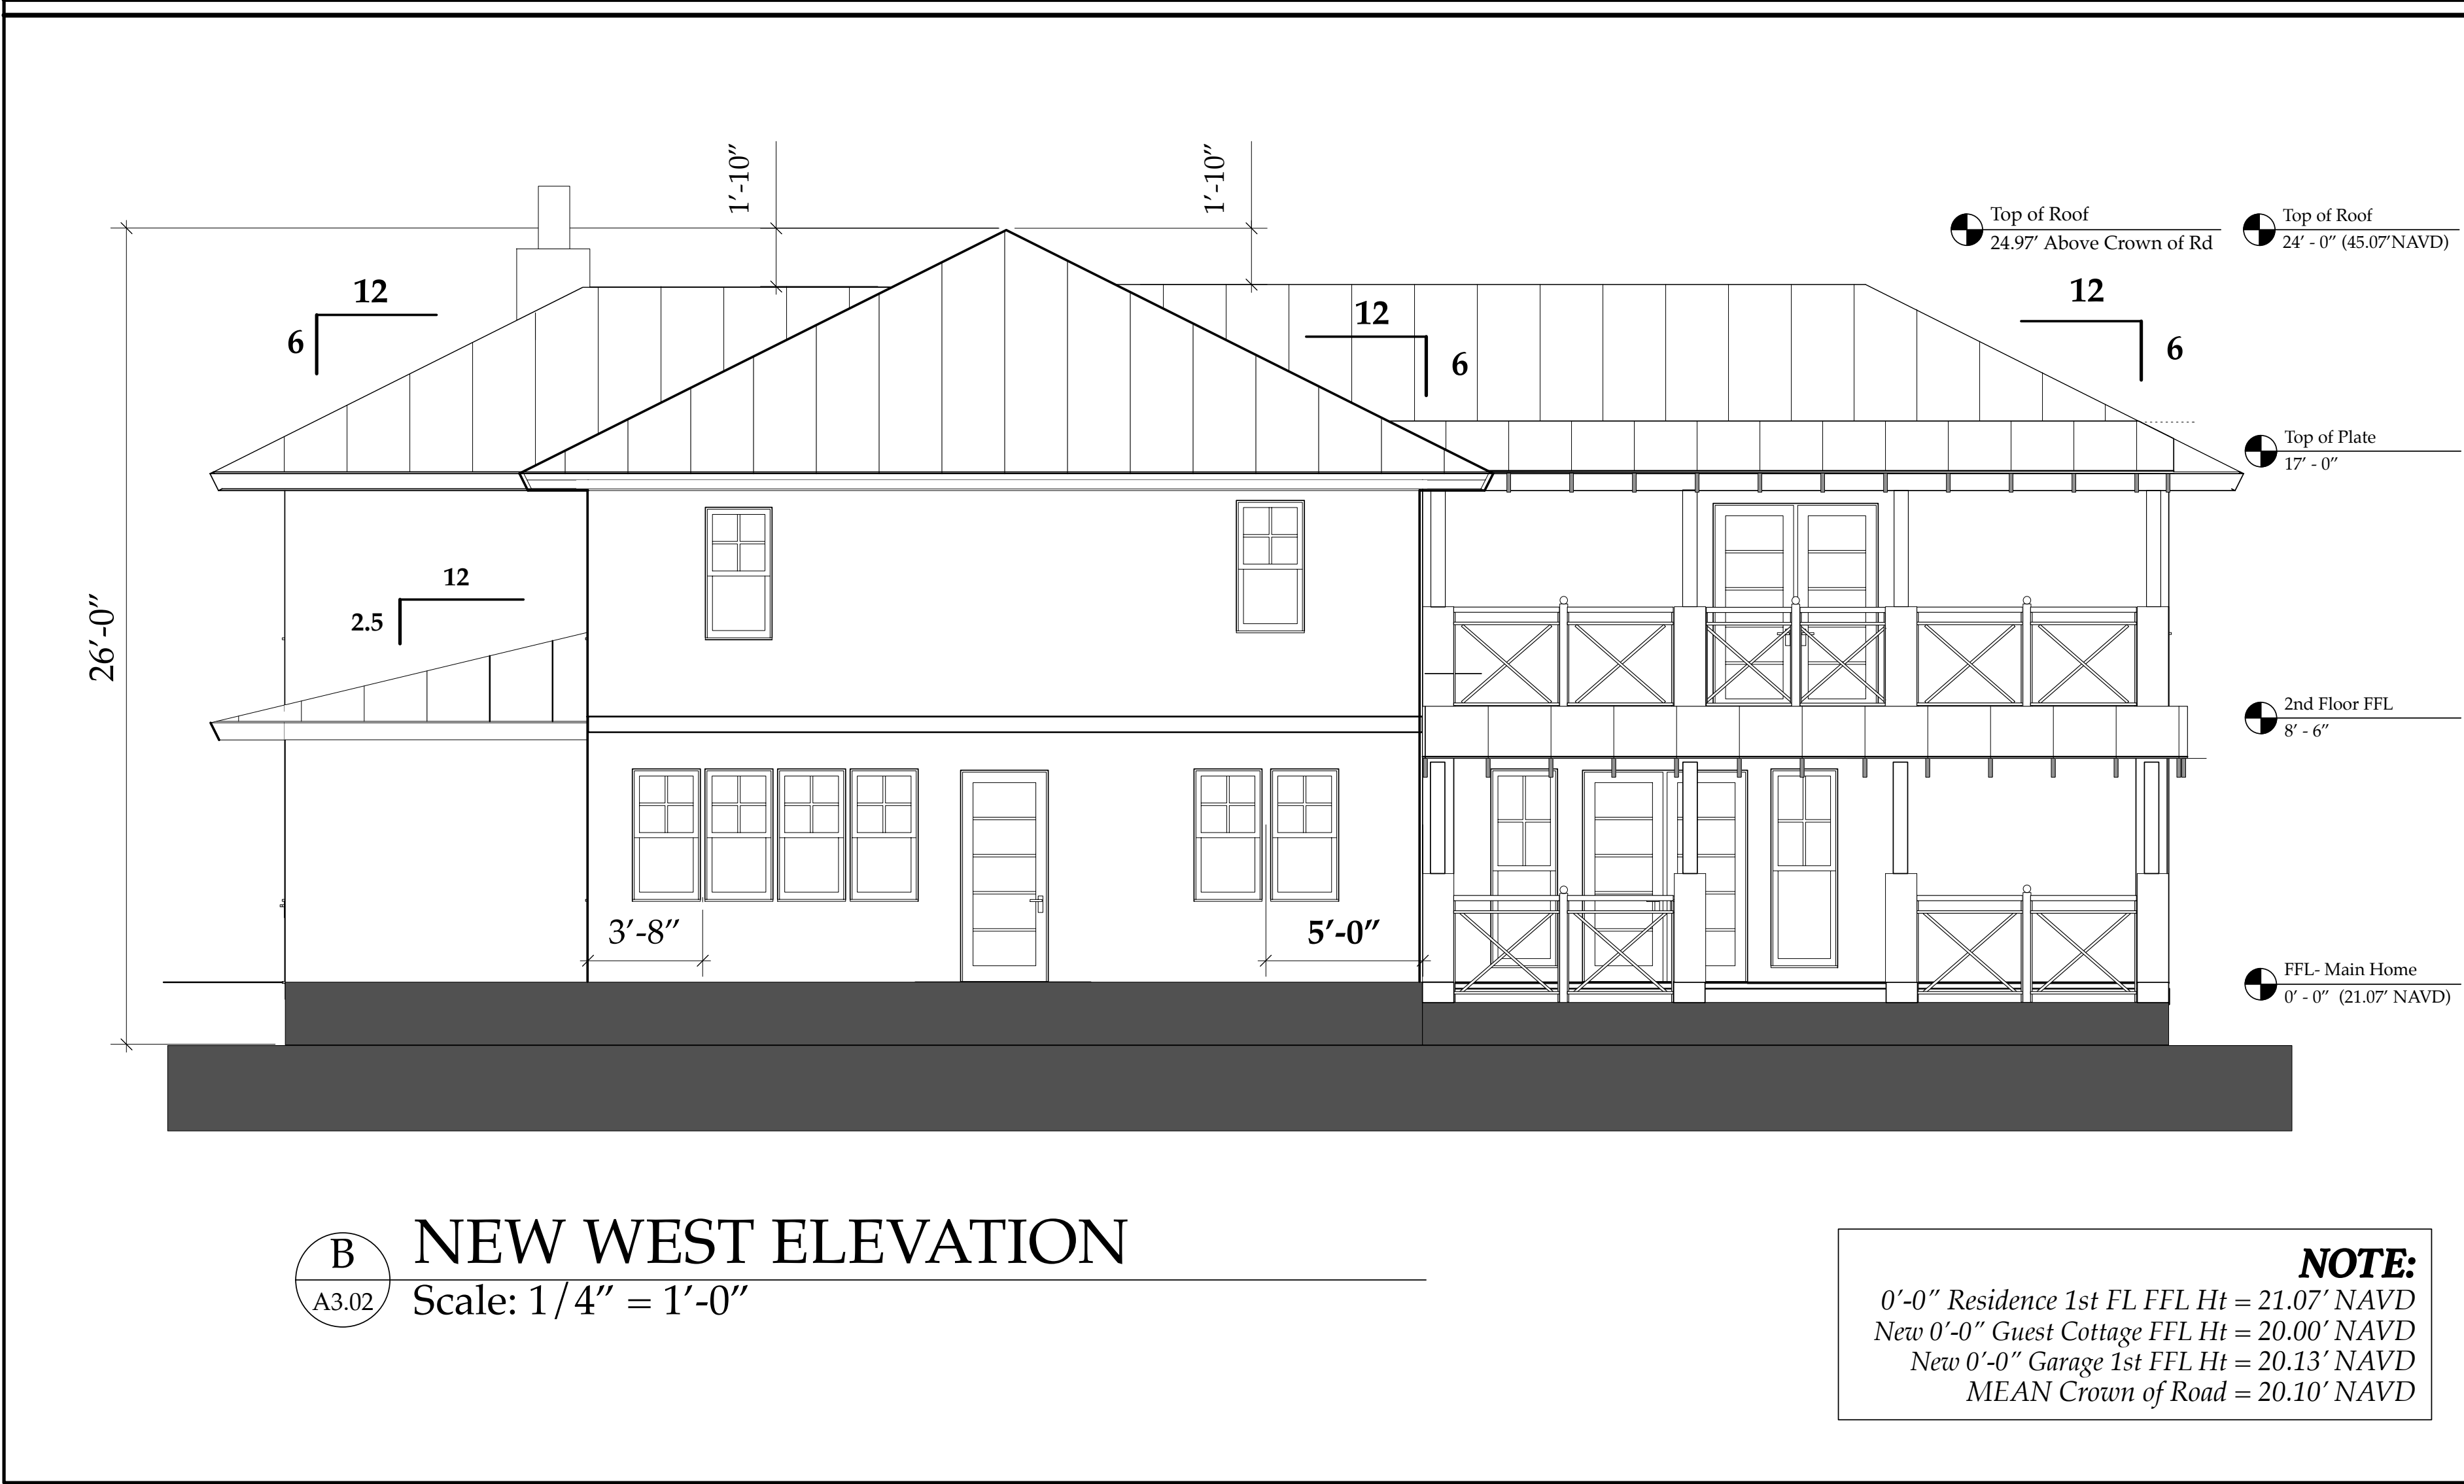 1′-10″
1′-10″
Top of Roof
24.97′ Above Crown of Rd
Top of Roof
24′ - 0″ (45.07′NAVD)
12
6
12
6
12
6
Top of Plate
17′ - 0″
12
2.5
26′-0″
2nd Floor FFL
8′ - 6″
3′-8″
5′-0″
FFL- Main Home
0′ - 0″ (21.07′ NAVD)
B
A3.02
NEW WEST ELEVATION
Scale: 1/4″ = 1′-0″
NOTE:
0′-0″ Residence 1st FL FFL Ht = 21.07′ NAVD
New 0′-0″ Guest Cottage FFL Ht = 20.00′ NAVD
New 0′-0″ Garage 1st FFL Ht = 20.13′ NAVD
MEAN Crown of Road = 20.10′ NAVD